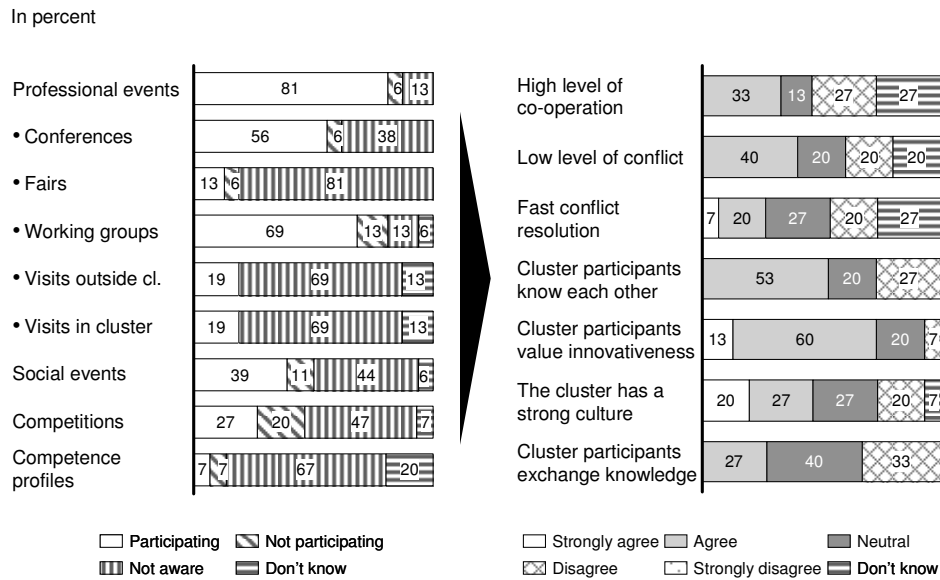 In percent
Professional events 81 6 13
• Conferences 56 6 38
• Fairs 13 6 81
• Working groups 69 13 13 6
• Visits outside cl. 19 69 13
• Visits in cluster 19 69 13
Social events 39 11 44 6
Competitions 27 20 47 7
Competence
profiles 7 7 67 20
Participating Not participating
Not aware Don't know
High level of
co-operation 33 13 27 27
Low level of conflict 40 20 20 20
Fast conflict
resolution 7 20 27 20 27
Cluster participants
know each other 53 20 27
Cluster participants
value innovativeness 13 60 20 7
The cluster has a
strong culture 20 27 27 20 7
Cluster participants
exchange knowledge 27 40 33
Strongly agree Agree Neutral
Disagree Strongly disagree Don't know